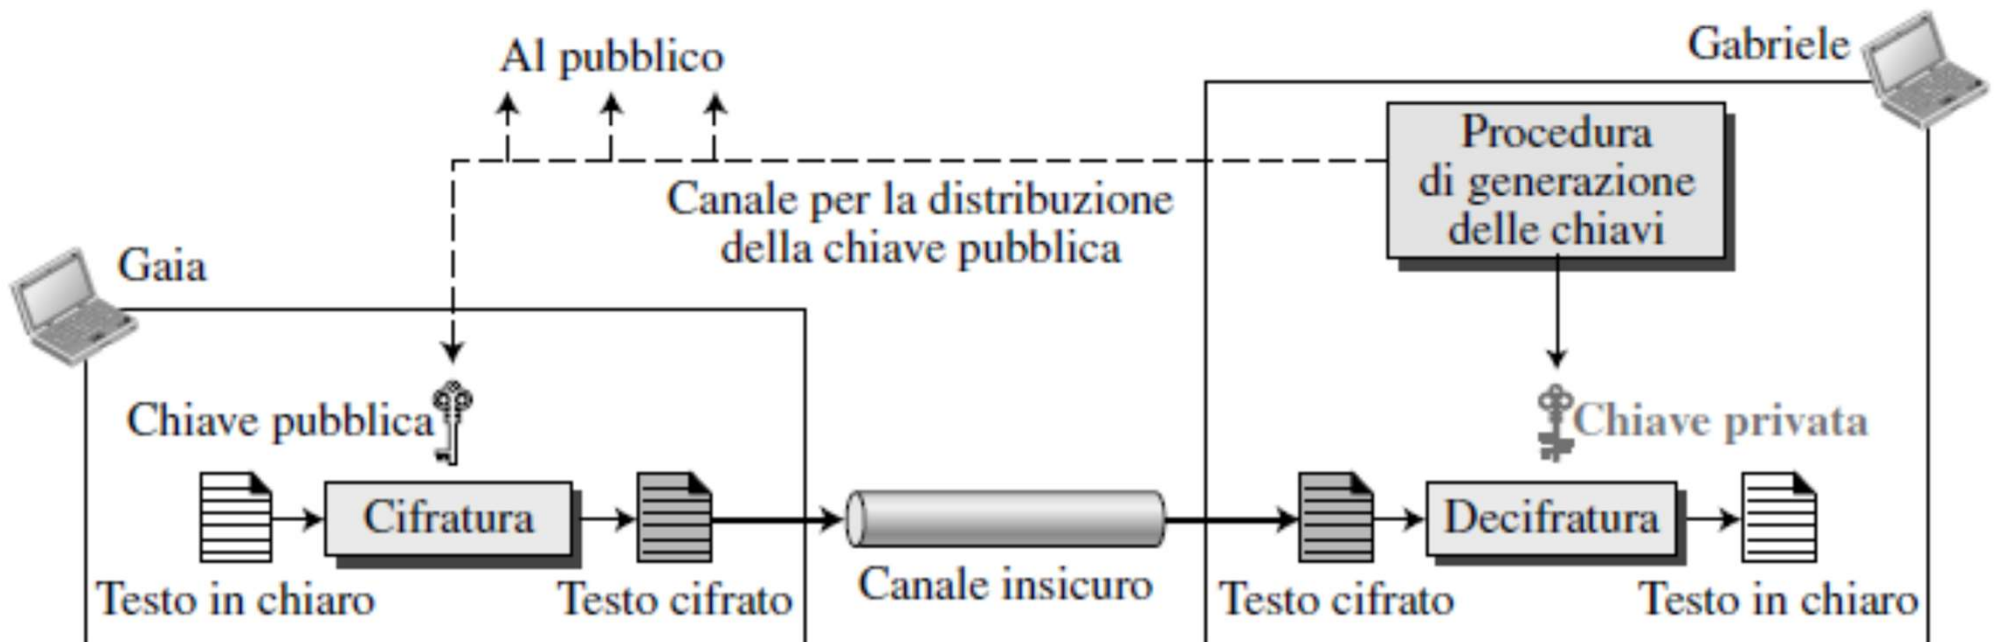 Al pubblico
Gabriele
Procedura
di generazione
delle chiavi
Canale per la distribuzione
della chiave pubblica
Gaia
Chiave pubblica
Chiave privata
Cifratura
Decifratura
Testo in chiaro
Testo cifrato
Canale insicuro
Testo cifrato
Testo in chiaro